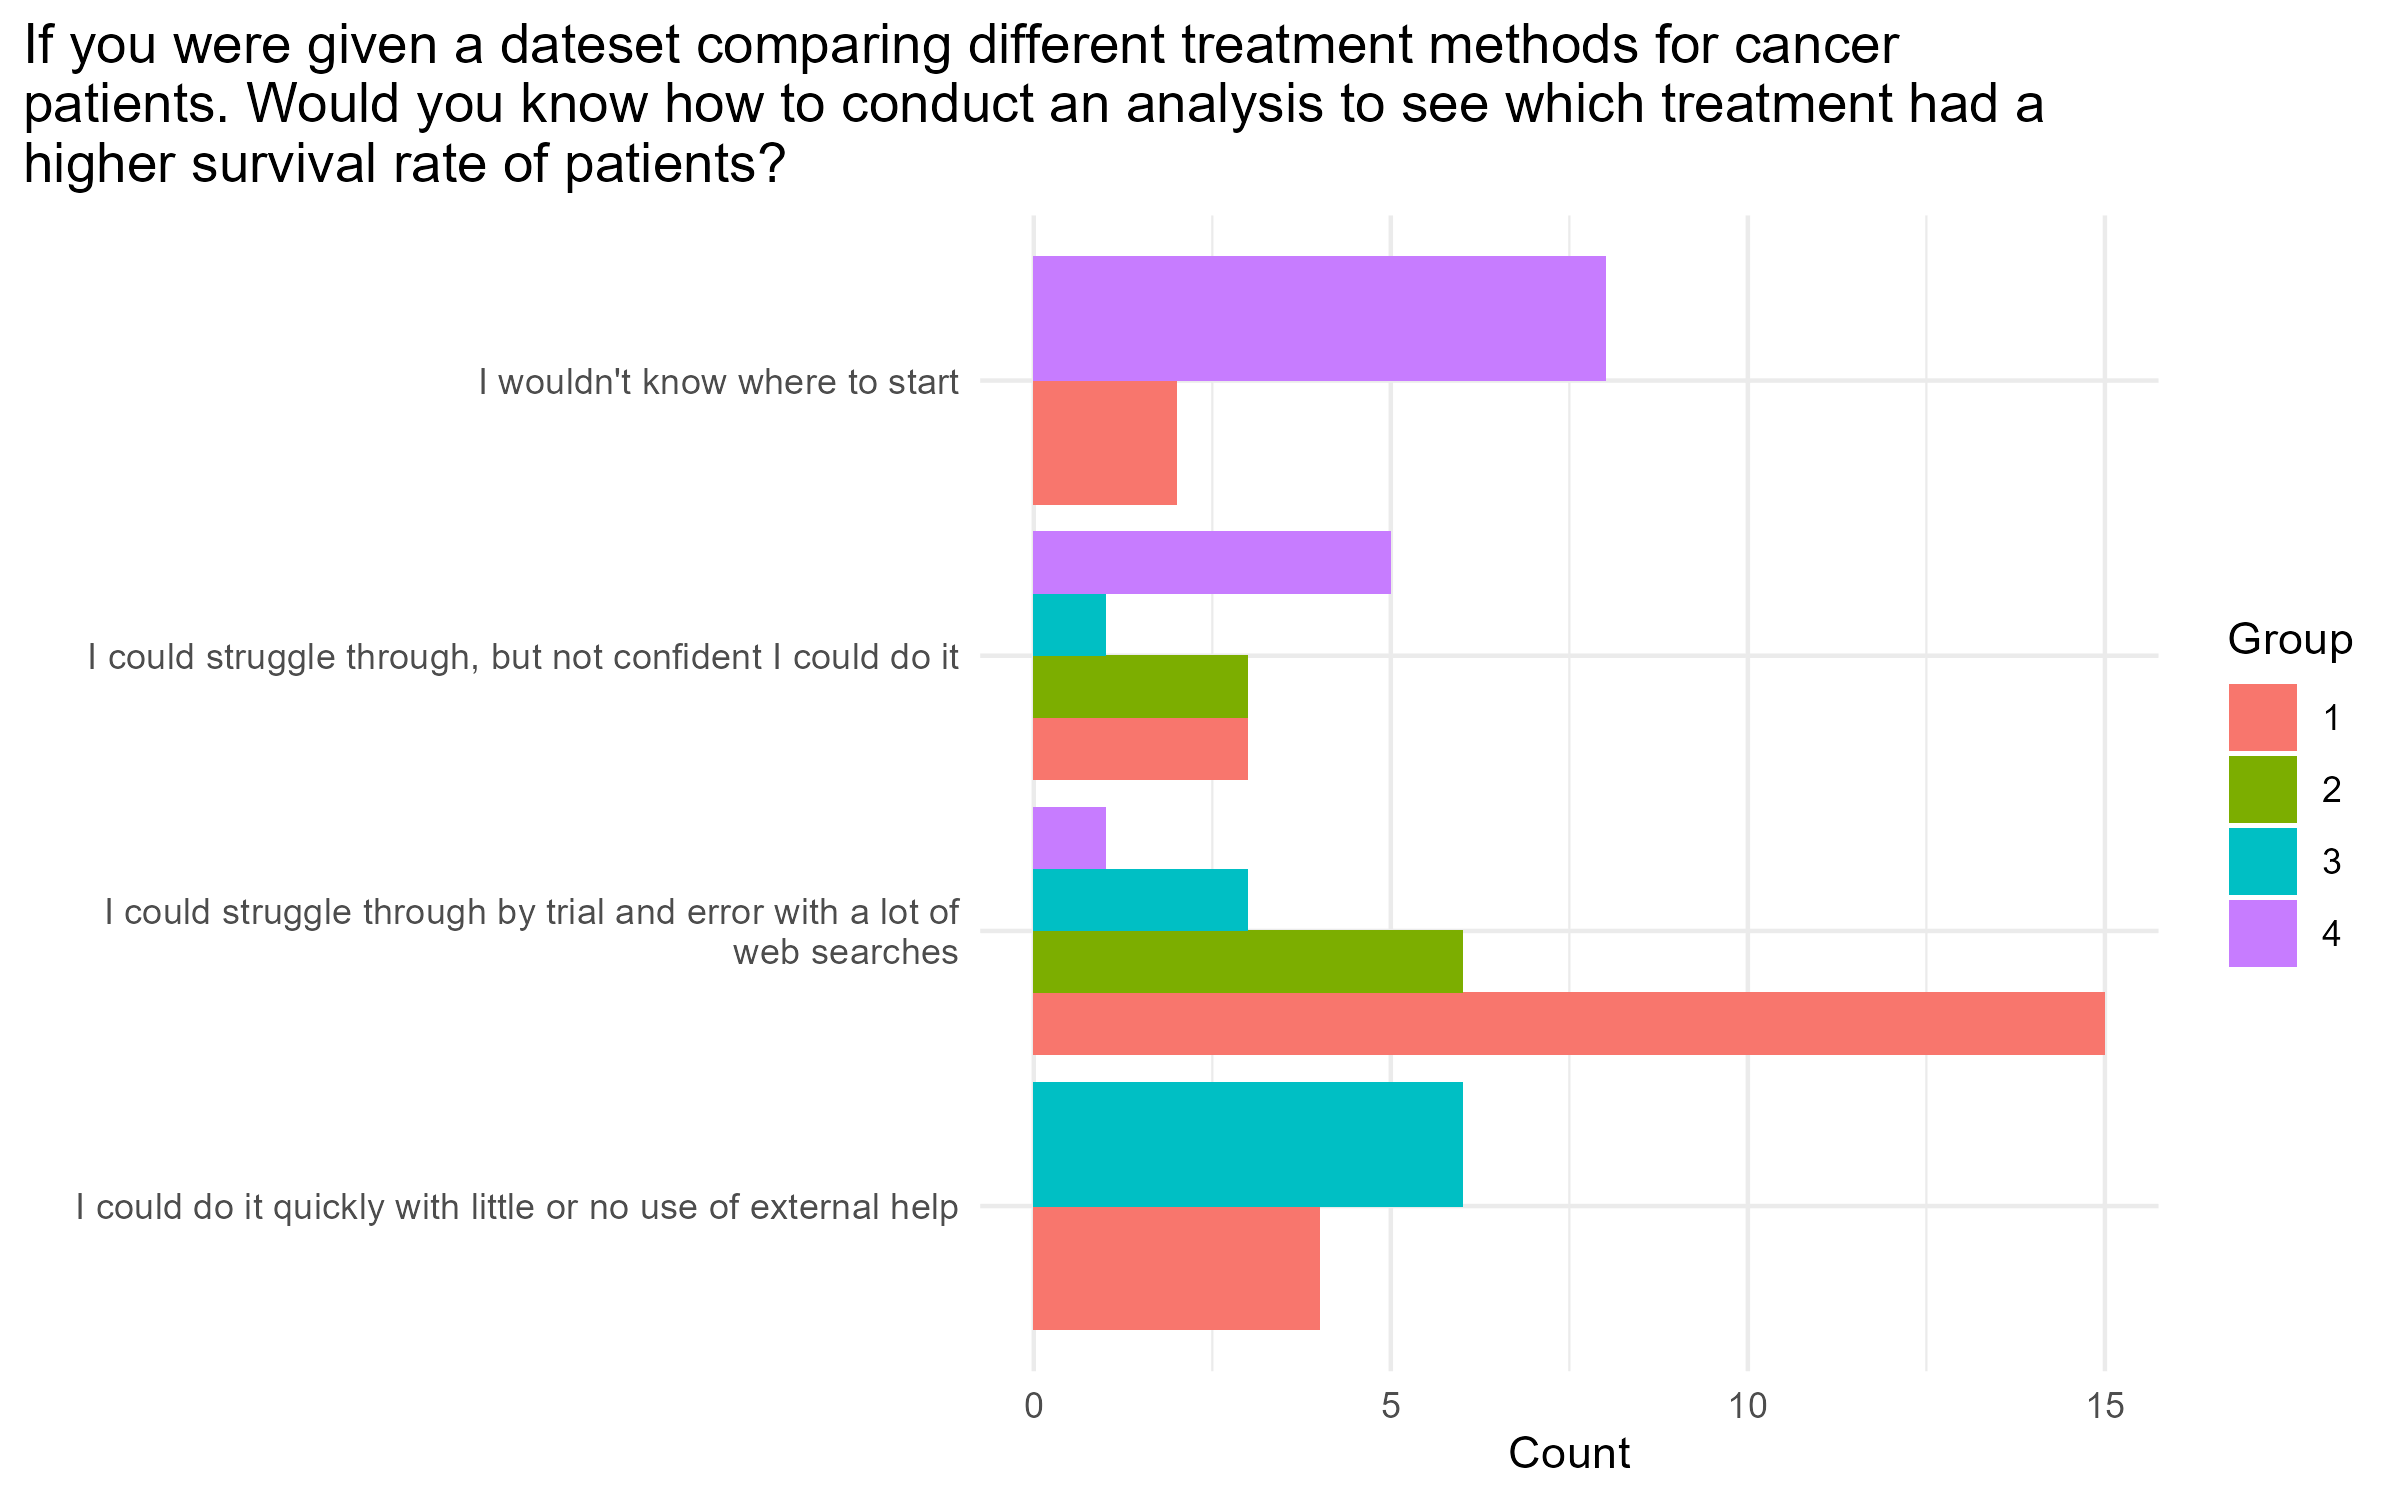 If you were given a dateset comparing different treatment methods for cancer
patients. Would you know how to conduct an analysis to see which treatment had a
higher survival rate of patients?
I wouldn't know where to start
I could struggle through, but not confident I could do it
I could struggle through by trial and error with a lot of
web searches
I could do it quickly with little or no use of external help
0
5
10
15
Count
Group
1
2
3
4